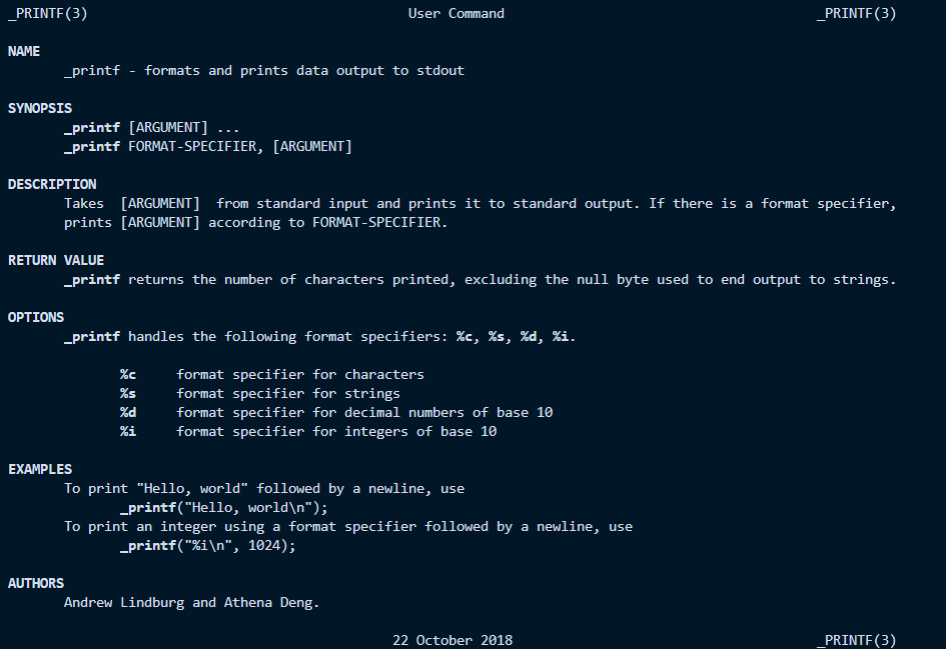 _PRINTF(3) User Command _PRINTF(3)
NAME
_printf - formats and prints data output to stdout
SYNOPSIS
_printf [ARGUMENT] ...
_printf FORMAT-SPECIFIER, [ARGUMENT]
DESCRIPTION
Takes [ARGUMENT] from standard input and prints it to standard output. If there is a format specifier,
prints [ARGUMENT] according to FORMAT-SPECIFIER.
RETURN VALUE
_printf returns the number of characters printed, excluding the null byte used to end output to strings.
OPTIONS
_printf handles the following format specifiers: %c, %s, %d, %i.
%c format specifier for characters
%s format specifier for strings
%d format specifier for decimal numbers of base 10
%i format specifier for integers of base 10
EXAMPLES
To print "Hello, world" followed by a newline, use
_printf("Hello, world\n");
To print an integer using a format specifier followed by a newline, use
_printf("%i\n", 1024);
AUTHORS
Andrew Lindburg and Athena Deng.
22 October 2018 _PRINTF(3)